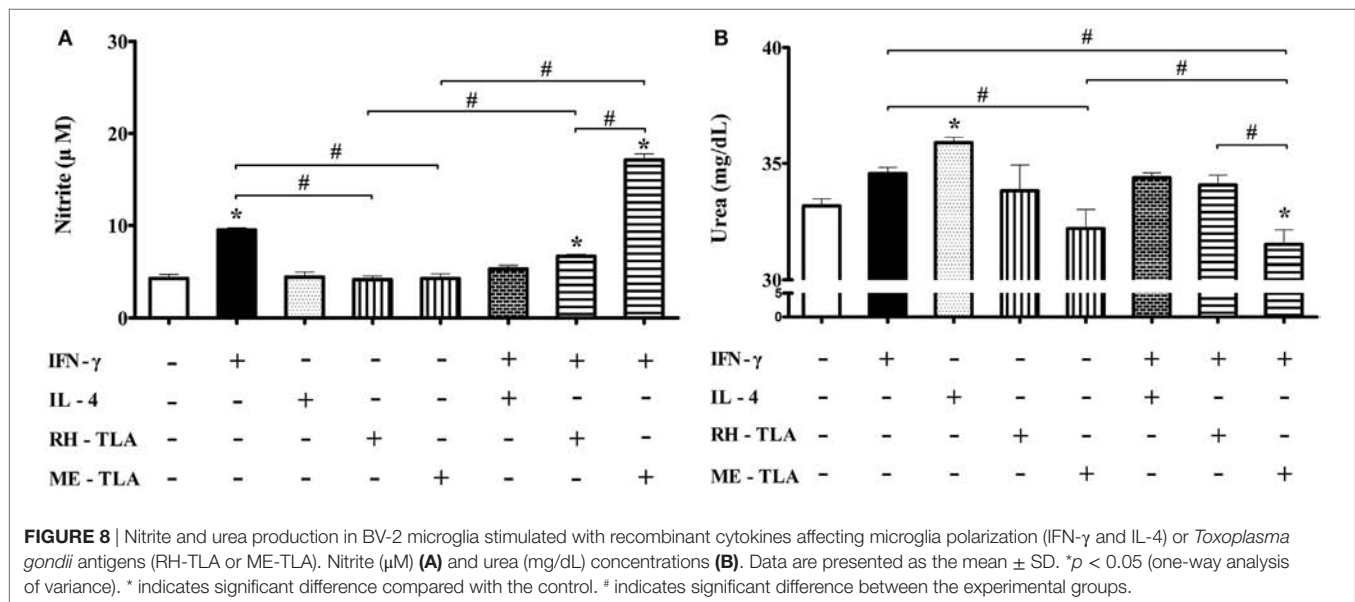 A
30
20
10
0
Nitrite (μ M)
*
#
#
#
#
#
*
*
IFN-γ - + - - - + + +
IL - 4 - - + - - + - -
RH - TLA - - - + - - + -
ME - TLA - - - - + - - +
B
40
35
30
5
0
Urea (mg/dL)
#
#
#
#
*
*
IFN-γ - + - - - + + +
IL - 4 - - + - - + - -
RH - TLA - - - + - - + -
ME - TLA - - - - + - - +
FIGURE 8 | Nitrite and urea production in BV-2 microglia stimulated with recombinant cytokines affecting microglia polarization (IFN-γ and IL-4) or Toxoplasma
gondii antigens (RH-TLA or ME-TLA). Nitrite (μM) (A) and urea (mg/dL) concentrations (B). Data are presented as the mean ± SD. *p < 0.05 (one-way analysis
of variance). * indicates significant difference compared with the control. # indicates significant difference between the experimental groups.